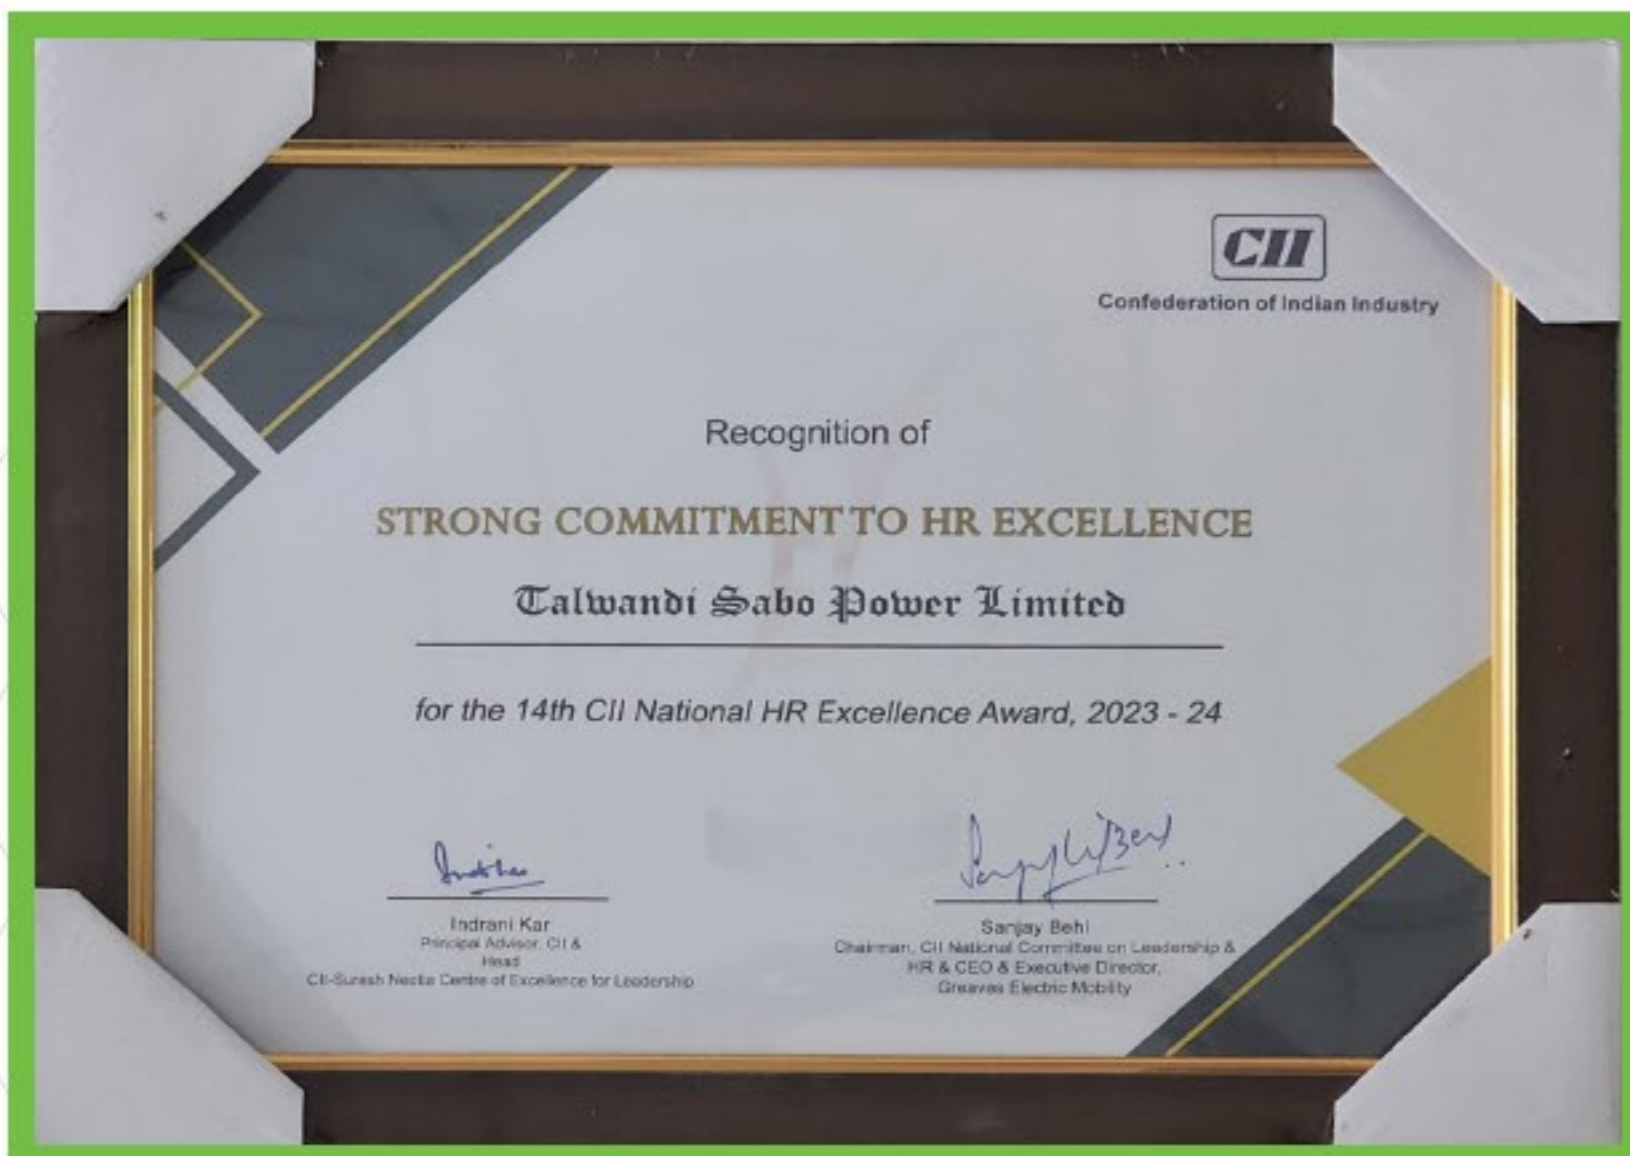 CII
Confederation of Indian Industry
Recognition of
STRONG COMMITMENT TO HR EXCELLENCE
Talwandi Sabo Power Limited
for the 14th CII National HR Excellence Award, 2023 - 24
Indrani Kar
Principal Advisor, CII &
Head
CII-Suresh Neotia Centre of Excellence for Leadership
Sanjay Behl
Chairman, CII National Committee on Leadership &
HR & CEO & Executive Director,
Greaves Electric Mobility